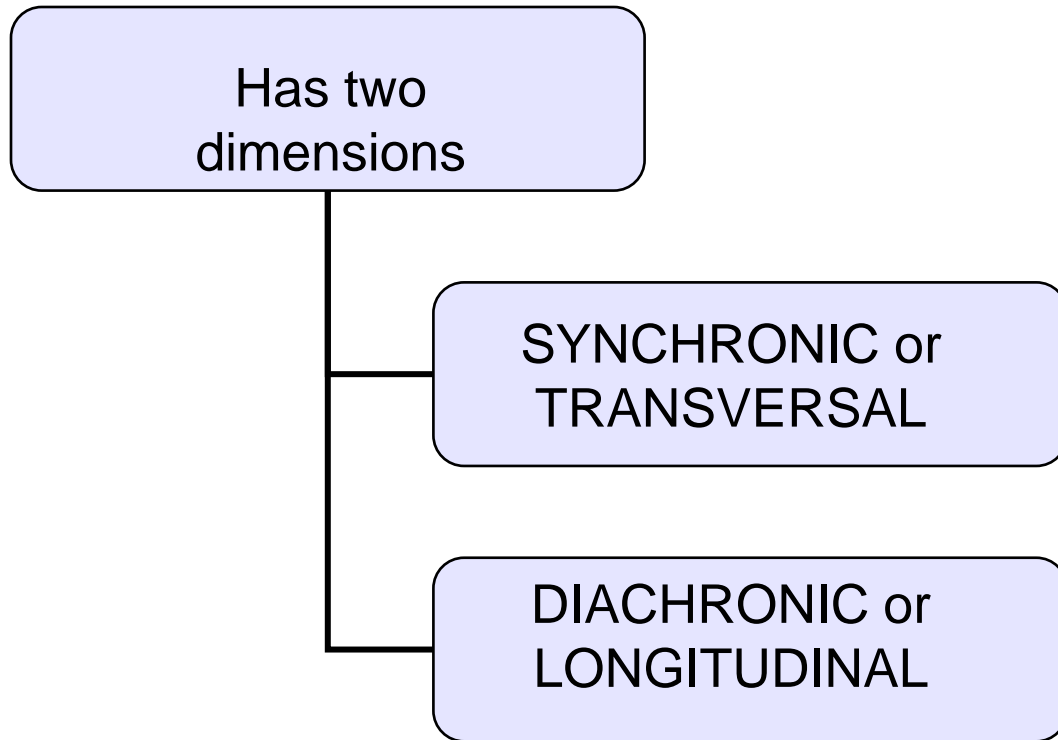 Has two
dimensions
SYNCHRONIC or
TRANSVERSAL
DIACHRONIC or
LONGITUDINAL